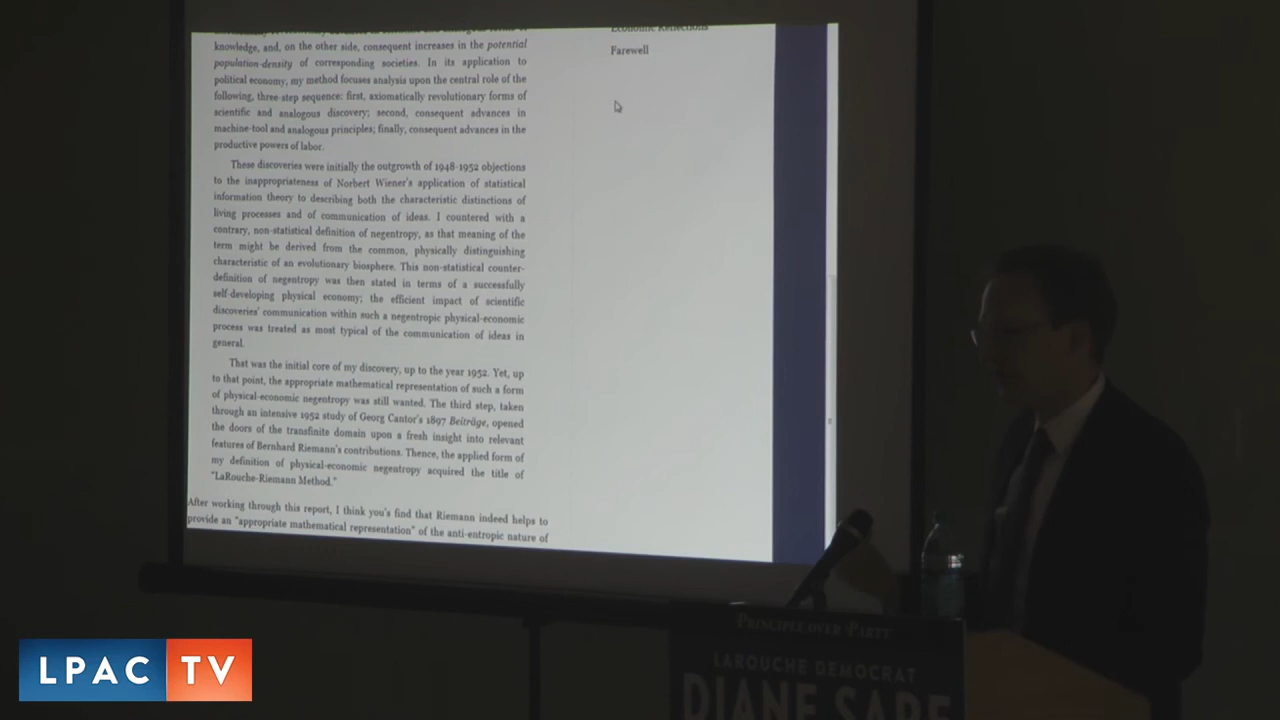 Economic Reflections
Farewell
knowledge, and, on the other side, consequent increases in the potential
population-density of corresponding societies. In its application to
political economy, my method focuses analysis upon the central role of the
following, three-step sequence: first, axiomatically revolutionary forms of
scientific and analogous discovery; second, consequent advances in
machine-tool and analogous principles; finally, consequent advances in the
productive powers of labor.
These discoveries were initially the outgrowth of 1948-1952 objections
to the inappropriateness of Norbert Wiener's application of statistical
information theory to describing both the characteristic distinctions of
living processes and of communication of ideas. I countered with a
contrary, non-statistical definition of negentropy, as that meaning of the
term might be derived from the common, physically distinguishing
characteristic of an evolutionary biosphere. This non-statistical counter-
definition of negentropy was then stated in terms of a successfully
self-developing physical economy; the efficient impact of scientific
discoveries' communication within such a negentropic physical-economic
process was treated as most typical of the communication of ideas in
general.
That was the initial core of my discovery, up to the year 1952. Yet, up
to that point, the appropriate mathematical representation of such a form
of physical-economic negentropy was still wanted. The third step, taken
through an intensive 1952 study of Georg Cantor's 1897 Beiträge, opened
the doors of the transfinite domain upon a fresh insight into relevant
features of Bernhard Riemann's contributions. Thence, the applied form of
my definition of physical-economic negentropy acquired the title of
"LaRouche-Riemann Method."
After working through this report, I think you's find that Riemann indeed helps to
provide an "appropriate mathematical representation" of the anti-entropic nature of
PRINCIPLE OVER PARTY
LAROUCHE DEMOCRAT
DIANE SARE
LPAC TV